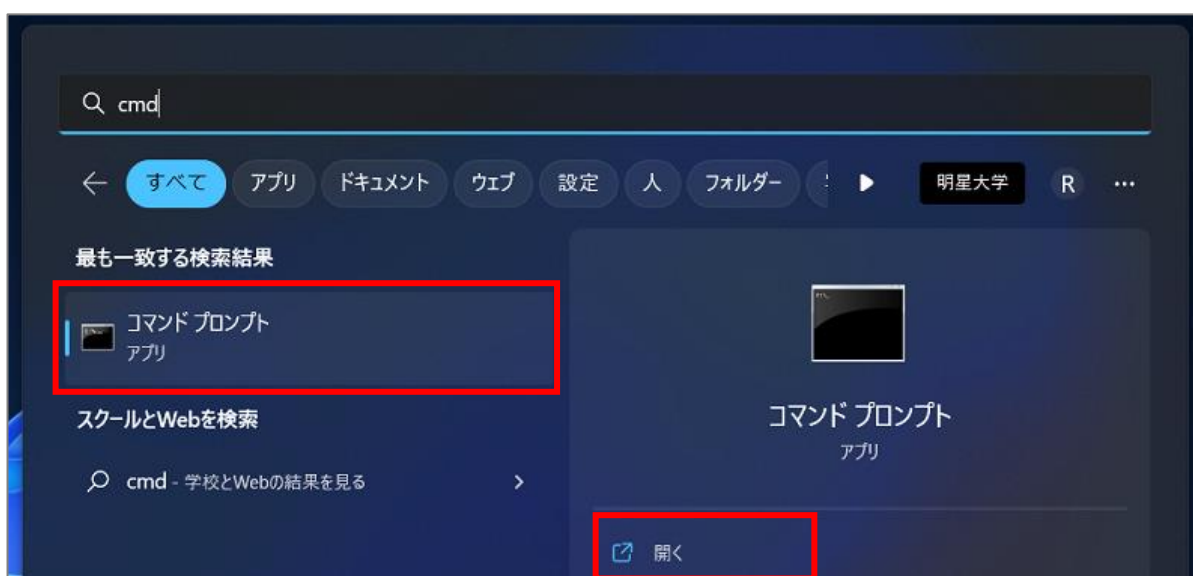 cmd
すべて アプリ ドキュメント ウェブ 設定 人 フォルダー 明星大学 R ...
最も一致する検索結果
コマンド プロンプト
アプリ
スクールとWebを検索
cmd - 学校とWebの結果を見る
コマンド プロンプト
アプリ
開く